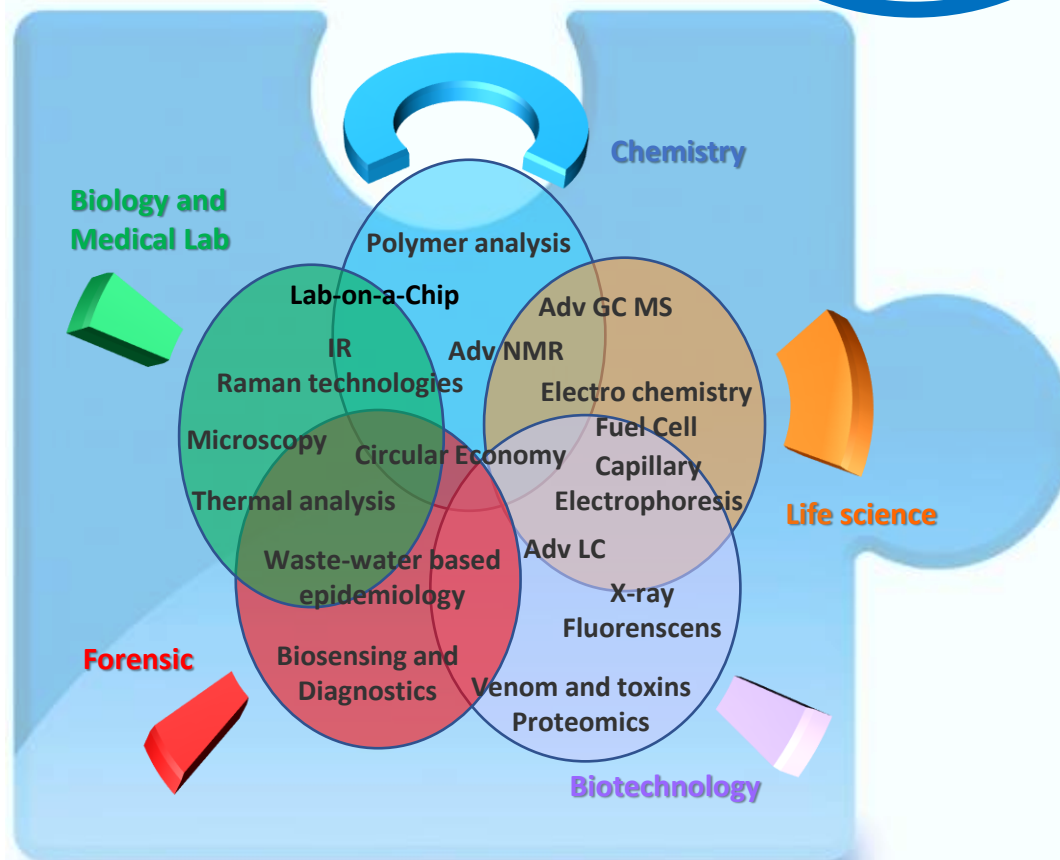 Chemistry
Biology and
Medical Lab
Polymer analysis
Lab-on-a-Chip
Adv GC MS
IR
Adv NMR
Raman technologies
Electro chemistry
Fuel Cell
Microscopy
Circular Economy
Capillary
Thermal analysis
Electrophoresis
Life science
Adv LC
Waste-water based
epidemiology
X-ray
Fluorenscens
Forensic
Biosensing and
Diagnostics
Venom and toxins
Proteomics
Biotechnology